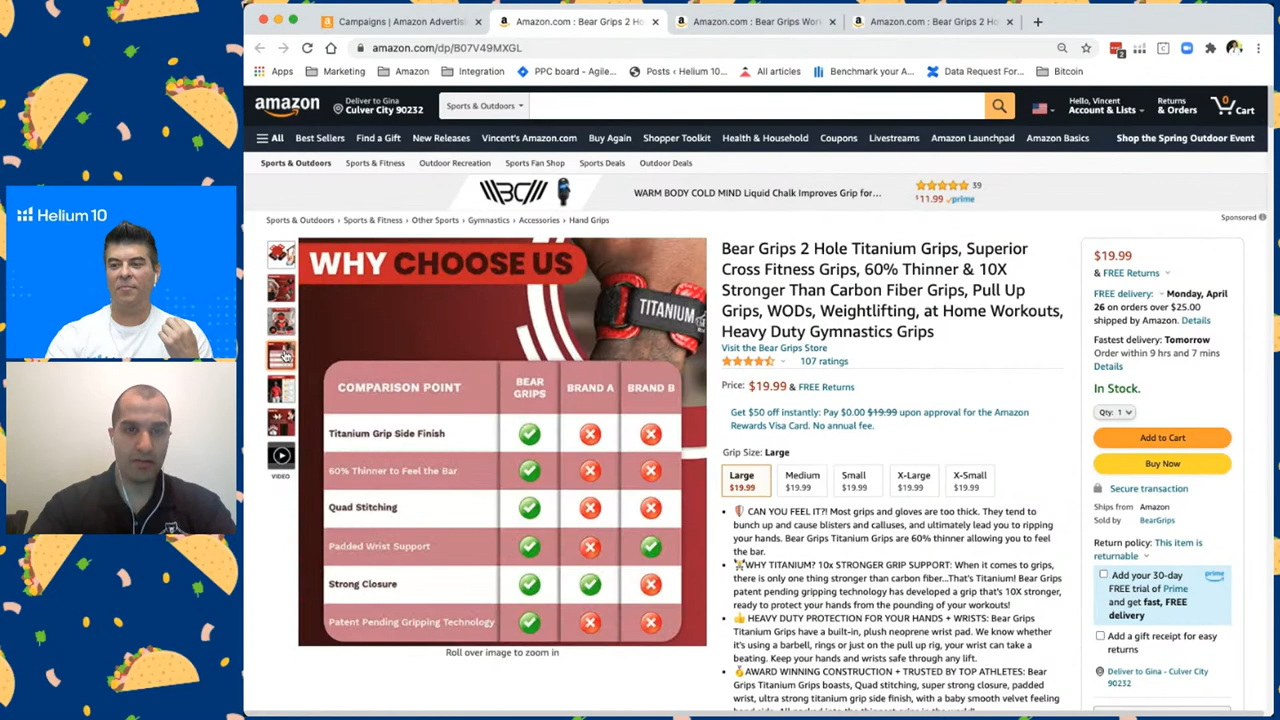 Campaigns | Amazon Advertisi
Amazon.com : Bear Grips 2 Ho
Amazon.com : Bear Grips Wor
Amazon.com : Bear Grips 2 Ho
amazon.com/dp/B07V49MXGL
2
Apps
Marketing
Amazon
Integration
PPC board - Agile...
Posts ‹ Helium 10...
All articles
Benchmark your A...
Data Request For...
Bitcoin
amazon
Deliver to Gina
Culver City 90232
Sports & Outdoors
Hello, Vincent
Account & Lists
Returns
& Orders
0
Cart
All
Best Sellers
Find a Gift
New Releases
Vincent's Amazon.com
Buy Again
Shopper Toolkit
Health & Household
Coupons
Livestreams
Amazon Launchpad
Amazon Basics
Shop the Spring Outdoor Event
Sports & Outdoors
Sports & Fitness
Outdoor Recreation
Sports Fan Shop
Sports Deals
Outdoor Deals
WARM BODY COLD MIND Liquid Chalk Improves Grip for...
39
$11.99 prime
Sponsored
Helium 10
Sports & Outdoors › Sports & Fitness › Other Sports › Gymnastics › Accessories › Hand Grips
WHY CHOOSE US
TITANIUM
COMPARISON POINT
BEAR
GRIPS
BRAND A
BRAND B
Titanium Grip Side Finish
60% Thinner to Feel the Bar
Quad Stitching
Padded Wrist Support
Strong Closure
Patent Pending Gripping Technology
VIDEO
Roll over image to zoom in
Bear Grips 2 Hole Titanium Grips, Superior
Cross Fitness Grips, 60% Thinner & 10X
Stronger Than Carbon Fiber Grips, Pull Up
Grips, WODs, Weightlifting, at Home Workouts,
Heavy Duty Gymnastics Grips
Visit the Bear Grips Store
107 ratings
Price: $19.99 & FREE Returns
Get $50 off instantly: Pay $0.00 $19.99 upon approval for the Amazon
Rewards Visa Card. No annual fee.
Grip Size: Large
Large
$19.99
Medium
$19.99
Small
$19.99
X-Large
$19.99
X-Small
$19.99
CAN YOU FEEL IT?! Most grips and gloves are too thick. They tend to
bunch up and cause blisters and calluses, and ultimately lead you to ripping
your hands. Bear Grips Titanium Grips are 60% thinner allowing you to feel
the bar.
WHY TITANIUM? 10x STRONGER GRIP SUPPORT: When it comes to grips,
there is only one thing stronger than carbon fiber...That's Titanium! Bear Grips
patent pending gripping technology has developed a grip that's 10X stronger,
ready to protect your hands from the pounding of your workouts!
HEAVY DUTY PROTECTION FOR YOUR HANDS + WRISTS: Bear Grips
Titanium Grips have a built-in, plush neoprene wrist pad. We know whether
it's using a barbell, rings or just on the pull up rig, your wrist can take a
beating. Keep your hands and wrists safe through any lift.
AWARD WINNING CONSTRUCTION + TRUSTED BY TOP ATHLETES: Bear
Grips Titanium Grips boasts, Quad stitching, super strong closure, padded
wrist, ultra strong titanium grip side finish, with a baby smooth velvet feeling
$19.99
& FREE Returns
FREE delivery: Monday, April
26 on orders over $25.00
shipped by Amazon. Details
Fastest delivery: Tomorrow
Order within 9 hrs and 7 mins
Details
In Stock.
Qty: 1
Add to Cart
Buy Now
Secure transaction
Ships from Amazon
Sold by BearGrips
Return policy: This item is
returnable
Add your 30-day
FREE trial of Prime
and get fast, FREE
delivery
prime
Add a gift receipt for easy
returns
Deliver to Gina - Culver City
90232